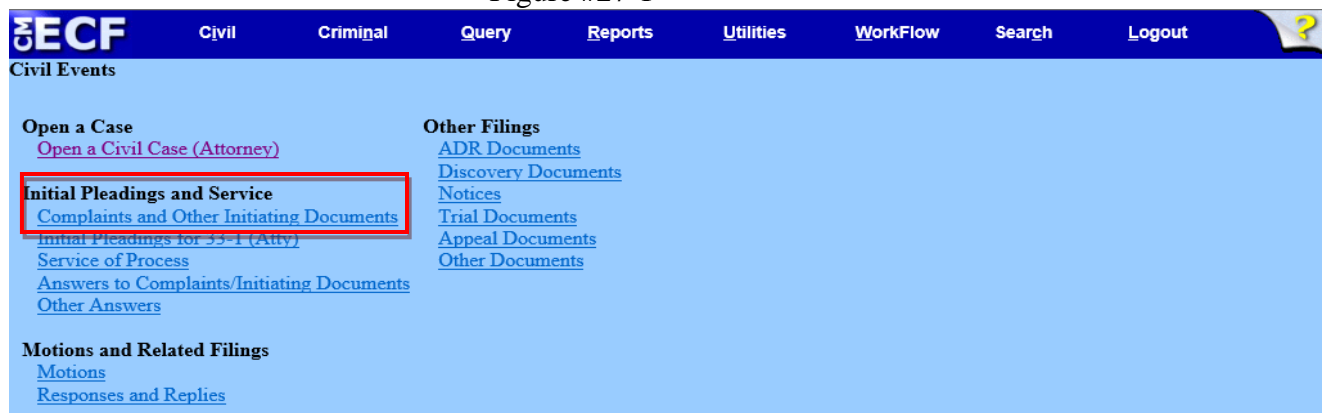 CM ECF Civil Criminal Query Reports Utilities WorkFlow Search Logout ?
Civil Events
Open a Case
Open a Civil Case (Attorney)
Initial Pleadings and Service
Complaints and Other Initiating Documents
Initial Pleadings for 33-1 (Atty)
Service of Process
Answers to Complaints/Initiating Documents
Other Answers
Motions and Related Filings
Motions
Responses and Replies
Other Filings
ADR Documents
Discovery Documents
Notices
Trial Documents
Appeal Documents
Other Documents